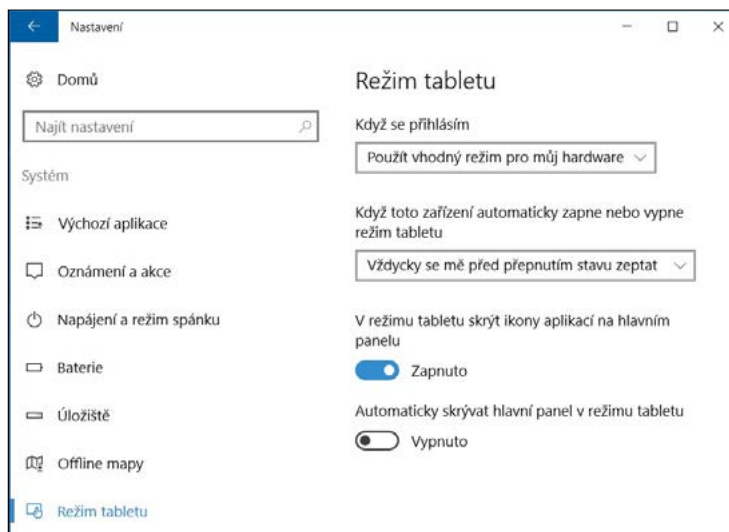 Nastavení
Domů
Najít nastavení
Systém
Výchozí aplikace
Oznámení a akce
Napájení a režim spánku
Baterie
Úložiště
Offline mapy
Režim tabletu
Režim tabletu
Když se přihlásím
Použít vhodný režim pro můj hardware
Když toto zařízení automaticky zapne nebo vypne
režim tabletu
Vždycky se mě před přepnutím stavu zeptat
V režimu tabletu skrýt ikony aplikací na hlavním
panelu
Zapnuto
Automaticky skrývat hlavní panel v režimu tabletu
Vypnuto